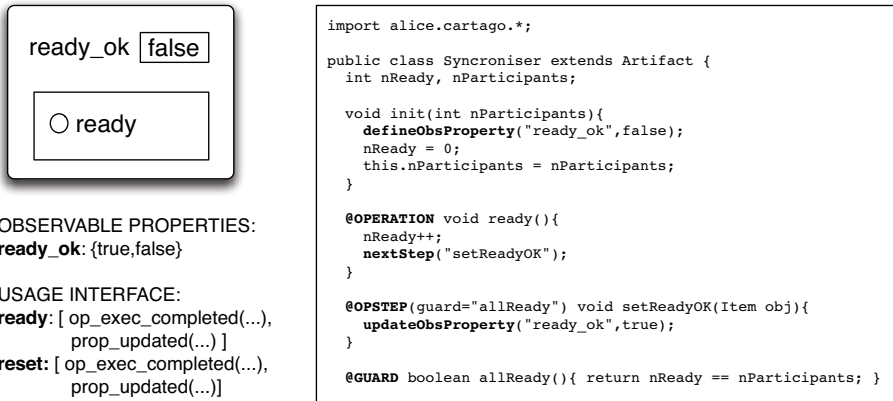 ready_ok false
ready
OBSERVABLE PROPERTIES:
ready_ok: {true,false}
USAGE INTERFACE:
ready: [ op_exec_completed(...),
prop_updated(...) ]
reset: [ op_exec_completed(...),
prop_updated(...)]
import alice.cartago.*;
public class Syncroniser extends Artifact {
int nReady, nParticipants;
void init(int nParticipants){
defineObsProperty("ready_ok",false);
nReady = 0;
this.nParticipants = nParticipants;
}
@OPERATION void ready(){
nReady++;
nextStep("setReadyOK");
}
@OPSTEP(guard="allReady") void setReadyOK(Item obj){
updateObsProperty("ready_ok",true);
}
@GUARD boolean allReady(){ return nReady == nParticipants; }